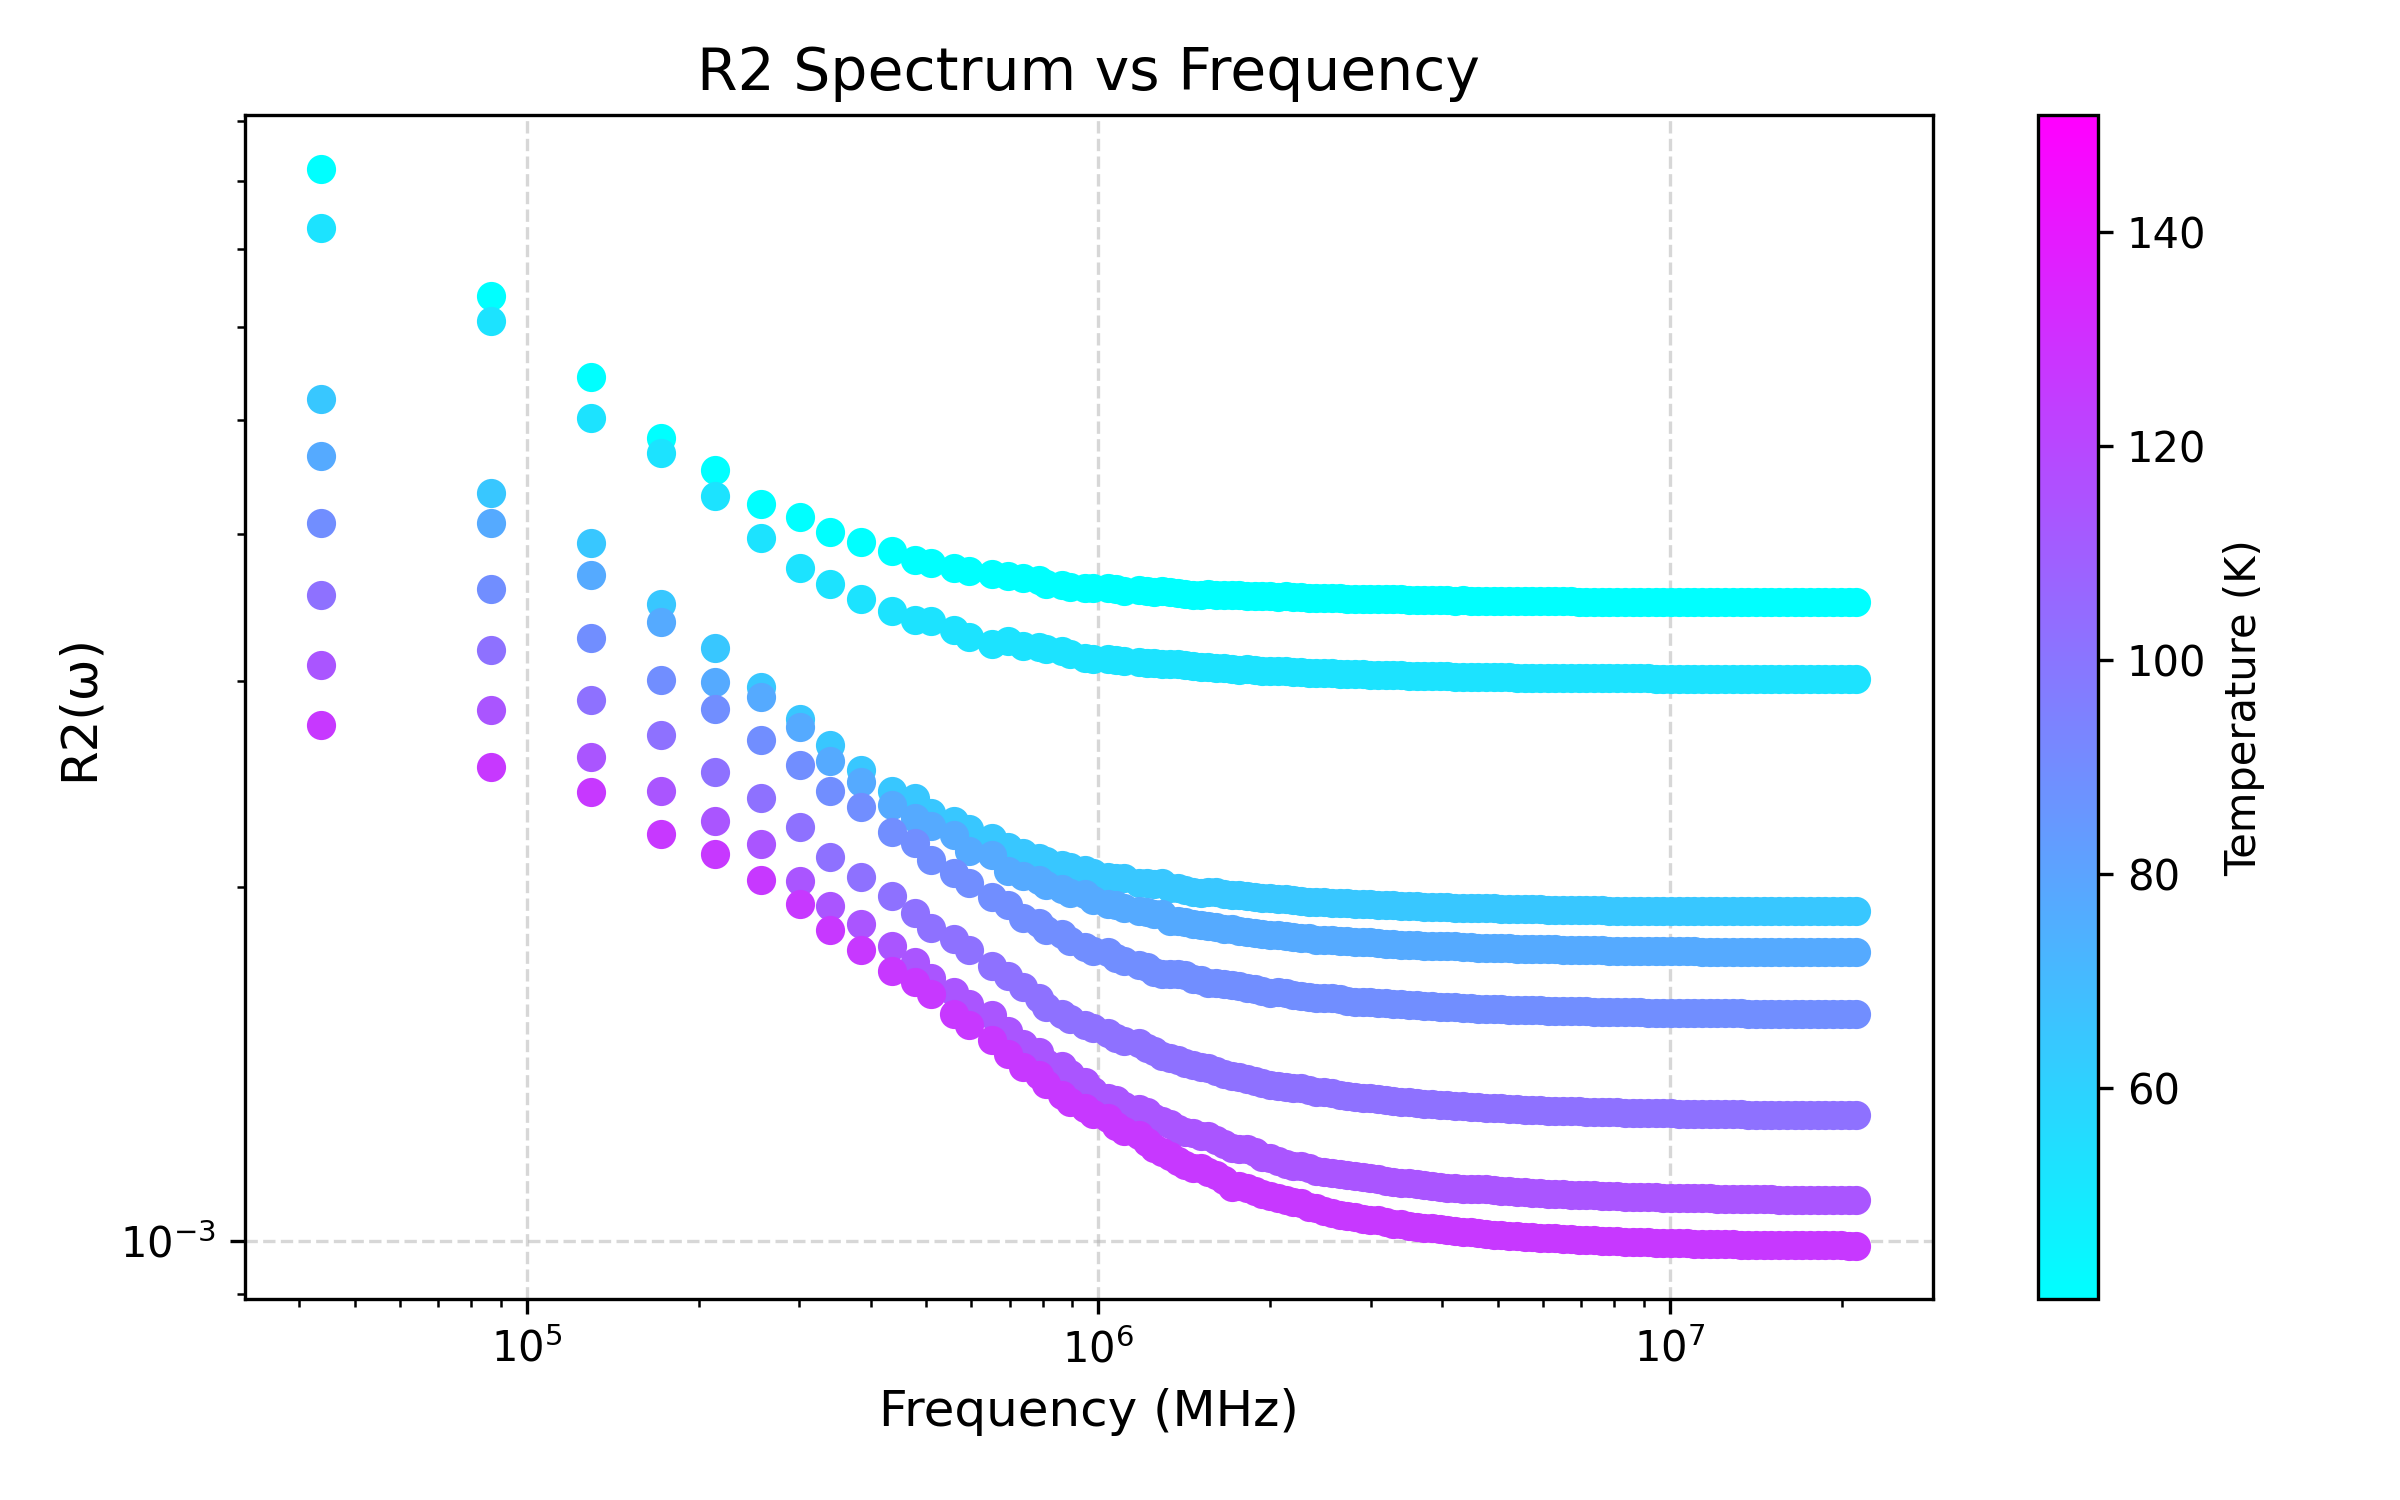 R2 Spectrum vs Frequency
R2(ω)
10⁻³
10⁵
10⁶
10⁷
Frequency (MHz)
140
120
100
80
60
Temperature (K)